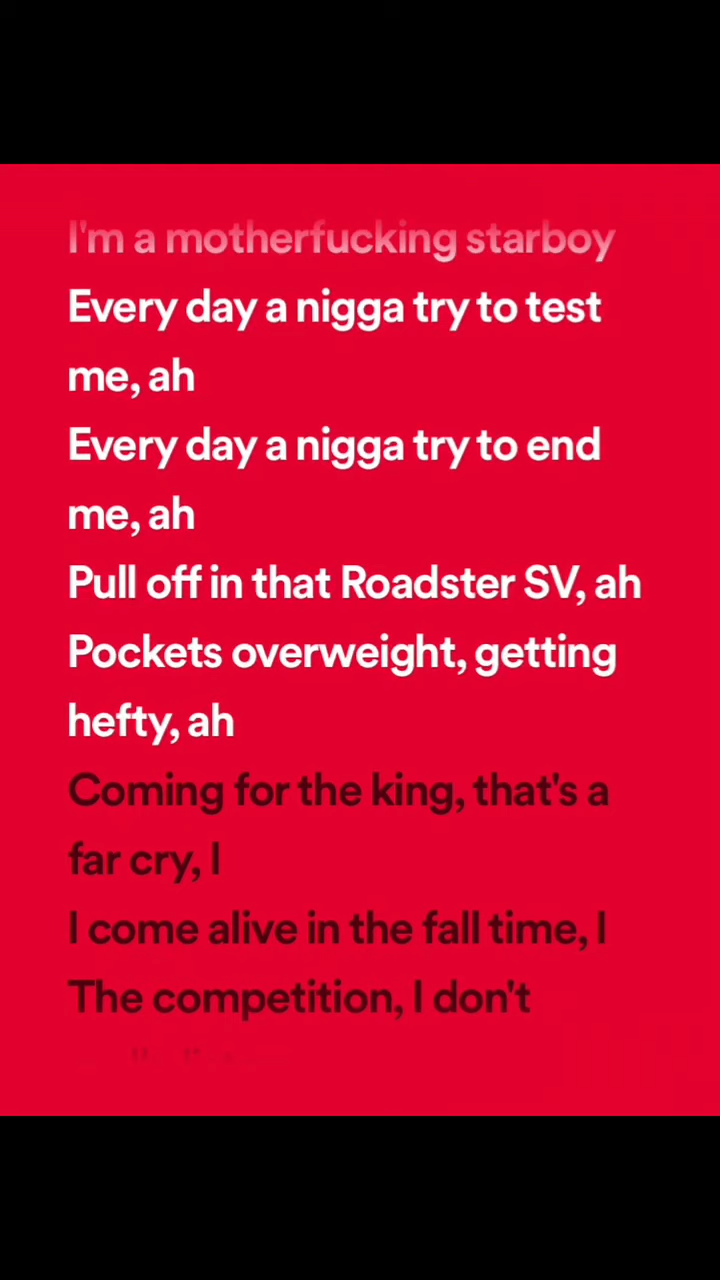 I'm a motherfucking starboy
Every day a nigga try to test
me, ah
Every day a nigga try to end
me, ah
Pull off in that Roadster SV, ah
Pockets overweight, getting
hefty, ah
Coming for the king, that's a
far cry, I
I come alive in the fall time, I
The competition, I don't